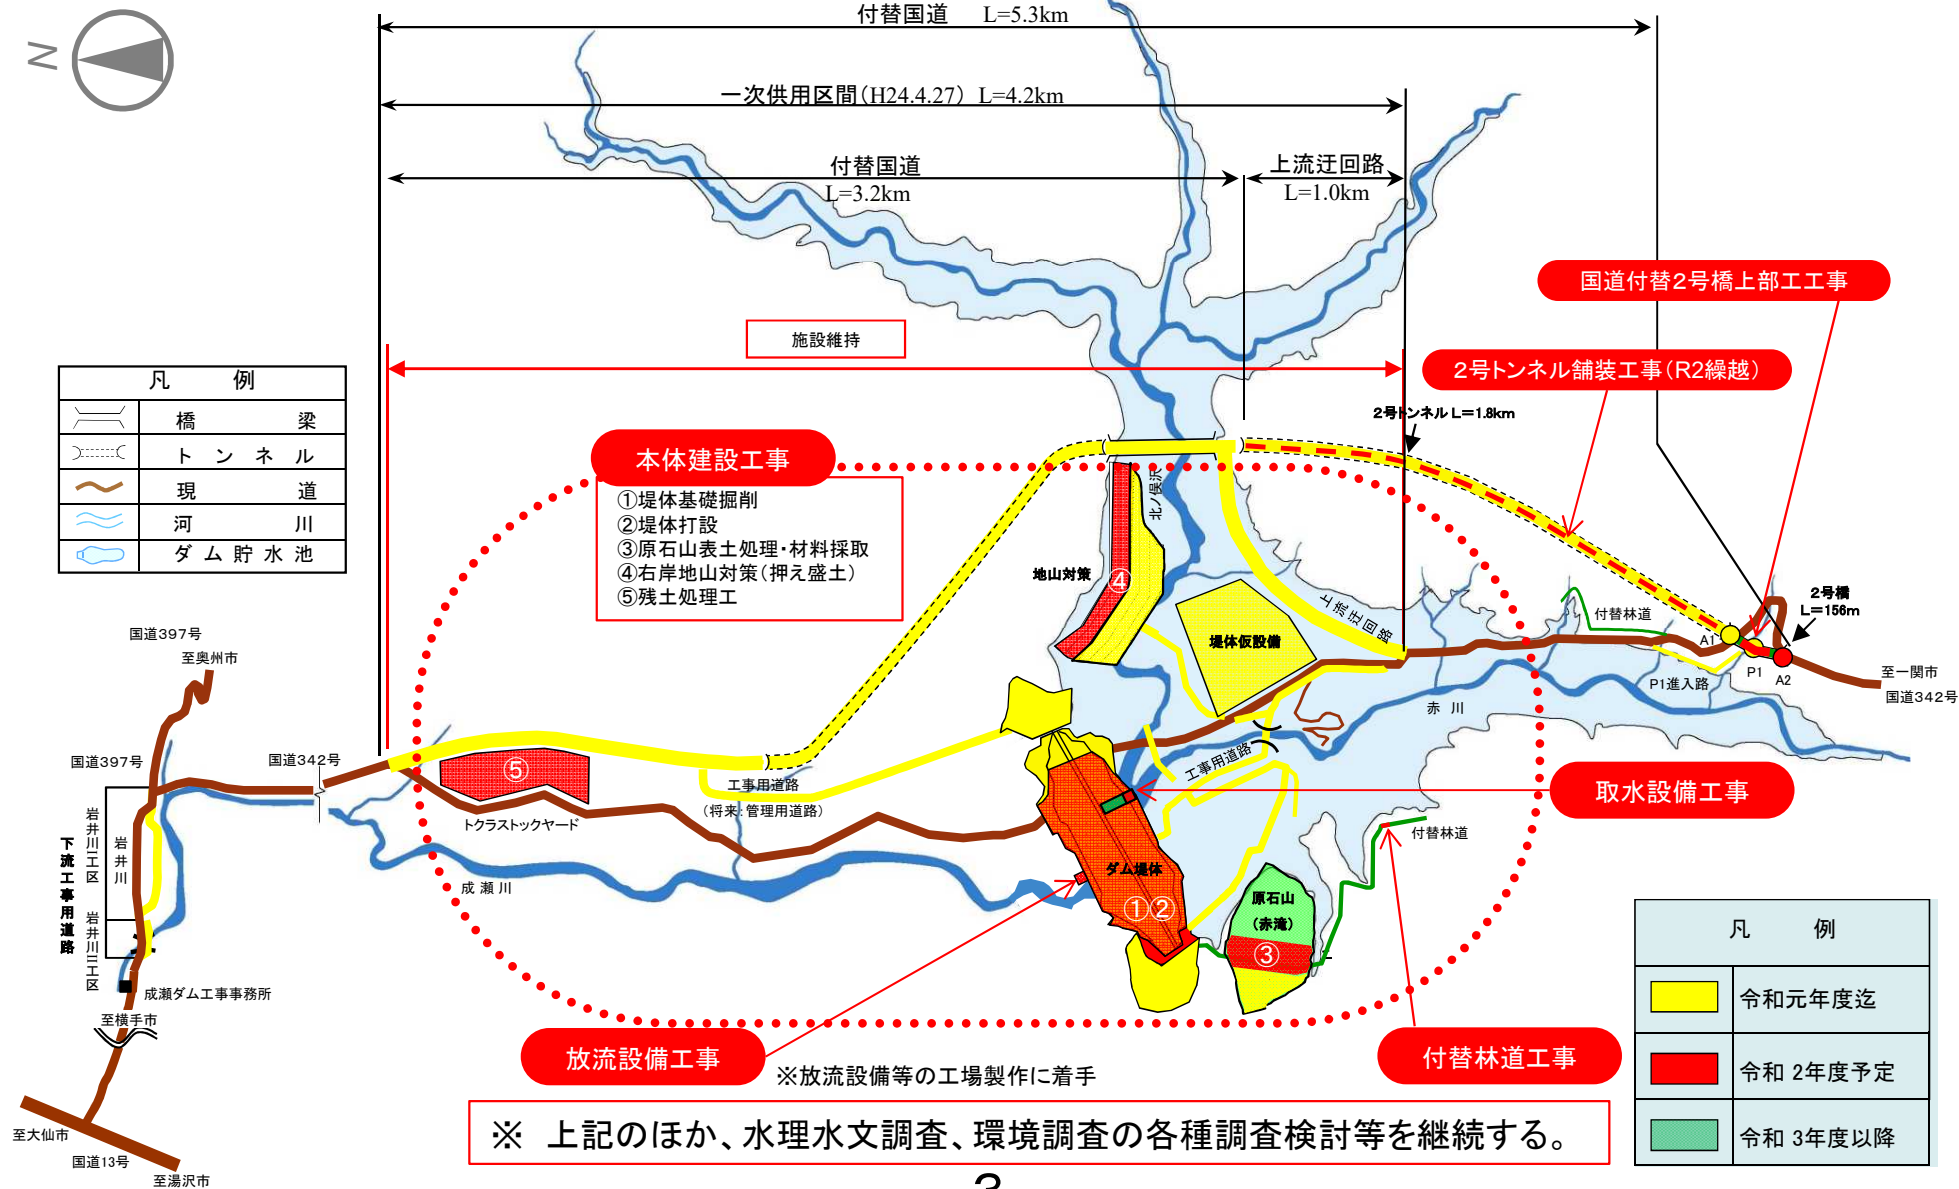 N
付替国道 L=5.3km
一次供用区間(H24.4.27) L=4.2km
付替国道
L=3.2km
上流迂回路
L=1.0km
国道付替2号橋上部工工事
施設維持
2号トンネル舗装工事(R2繰越)
2号トンネル L=1.8km
凡 例
橋 梁
トンネル
現 道
河 川
ダム貯水池
本体建設工事
①堤体基礎掘削
②堤体打設
③原石山表土処理・材料採取
④右岸地山対策(押え盛土)
⑤残土処理工
北ノ俣沢
地山対策
④
堤体仮設備
上流迂回路
付替林道
2号橋
L=156m
A1
P1
A2
P1進入路
至一関市
国道342号
赤川
国道397号
至奥州市
国道397号
国道342号
⑤
トクラストックヤード
工事用道路
(将来:管理用道路)
工事用道路
取水設備工事
付替林道
成瀬川
ダム堤体
①②
原石山
(赤滝)
③
下流工事用道路
岩井川Ⅰ工区
岩井川
岩井川Ⅱ工区
成瀬ダム工事事務所
至横手市
至大仙市
国道13号
至湯沢市
放流設備工事
※放流設備等の工場製作に着手
付替林道工事
※ 上記のほか、水理水文調査、環境調査の各種調査検討等を継続する。
凡 例
令和元年度迄
令和 2年度予定
令和 3年度以降
3